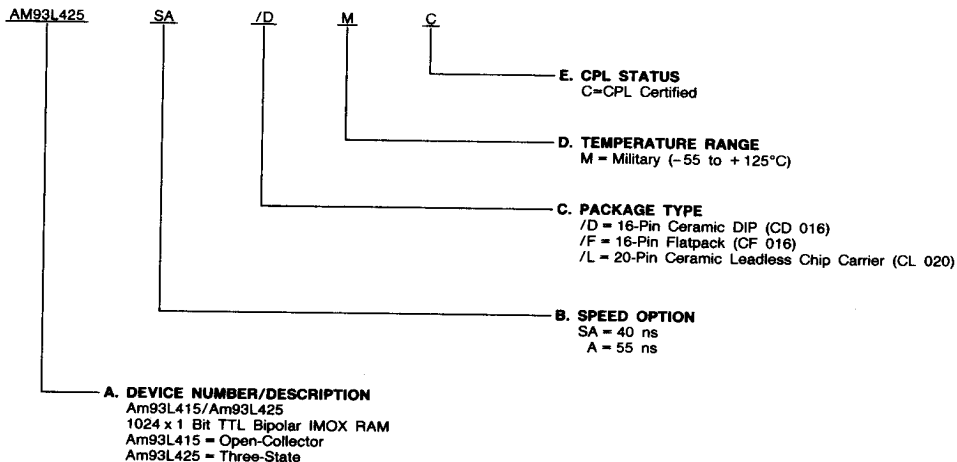 AM93L425 SA /D M C
E. CPL STATUS
C=CPL Certified
D. TEMPERATURE RANGE
M = Military (-55 to +125°C)
C. PACKAGE TYPE
/D = 16-Pin Ceramic DIP (CD 016)
/F = 16-Pin Flatpack (CF 016)
/L = 20-Pin Ceramic Leadless Chip Carrier (CL 020)
B. SPEED OPTION
SA = 40 ns
A = 55 ns
A. DEVICE NUMBER/DESCRIPTION
Am93L415/Am93L425
1024 x 1 Bit TTL Bipolar IMOX RAM
Am93L415 = Open-Collector
Am93L425 = Three-State